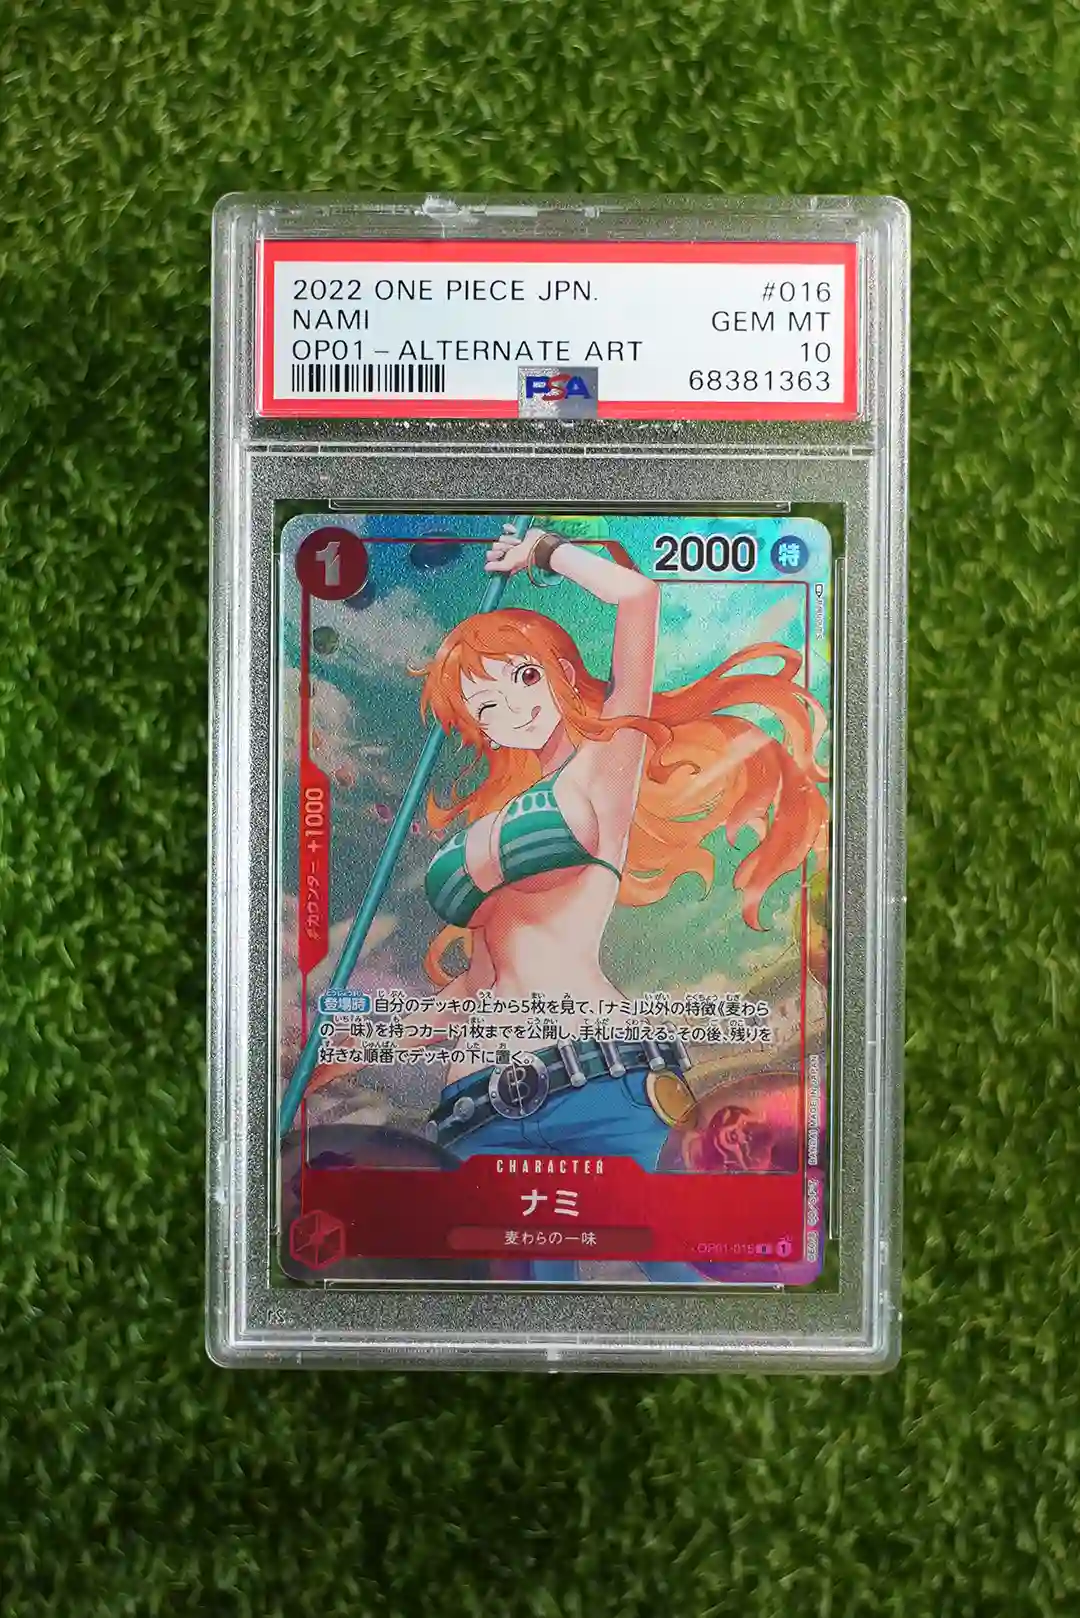 2022 ONE PIECE JPN. #016
NAMI GEM MT
OP01 - ALTERNATE ART 10
68381363
PSA
1
2000 特
カウンター +1000
登場時 自分のデッキの上から5枚を見て、「ナミ」以外の特徴《麦わら
の一味》を持つカード1枚までを公開し、手札に加える。その後、残りを
好きな順番でデッキの下に置く。
BANDAI MADE IN JAPAN
CHARACTER
ナミ
麦わらの一味
OP01-016 R 1